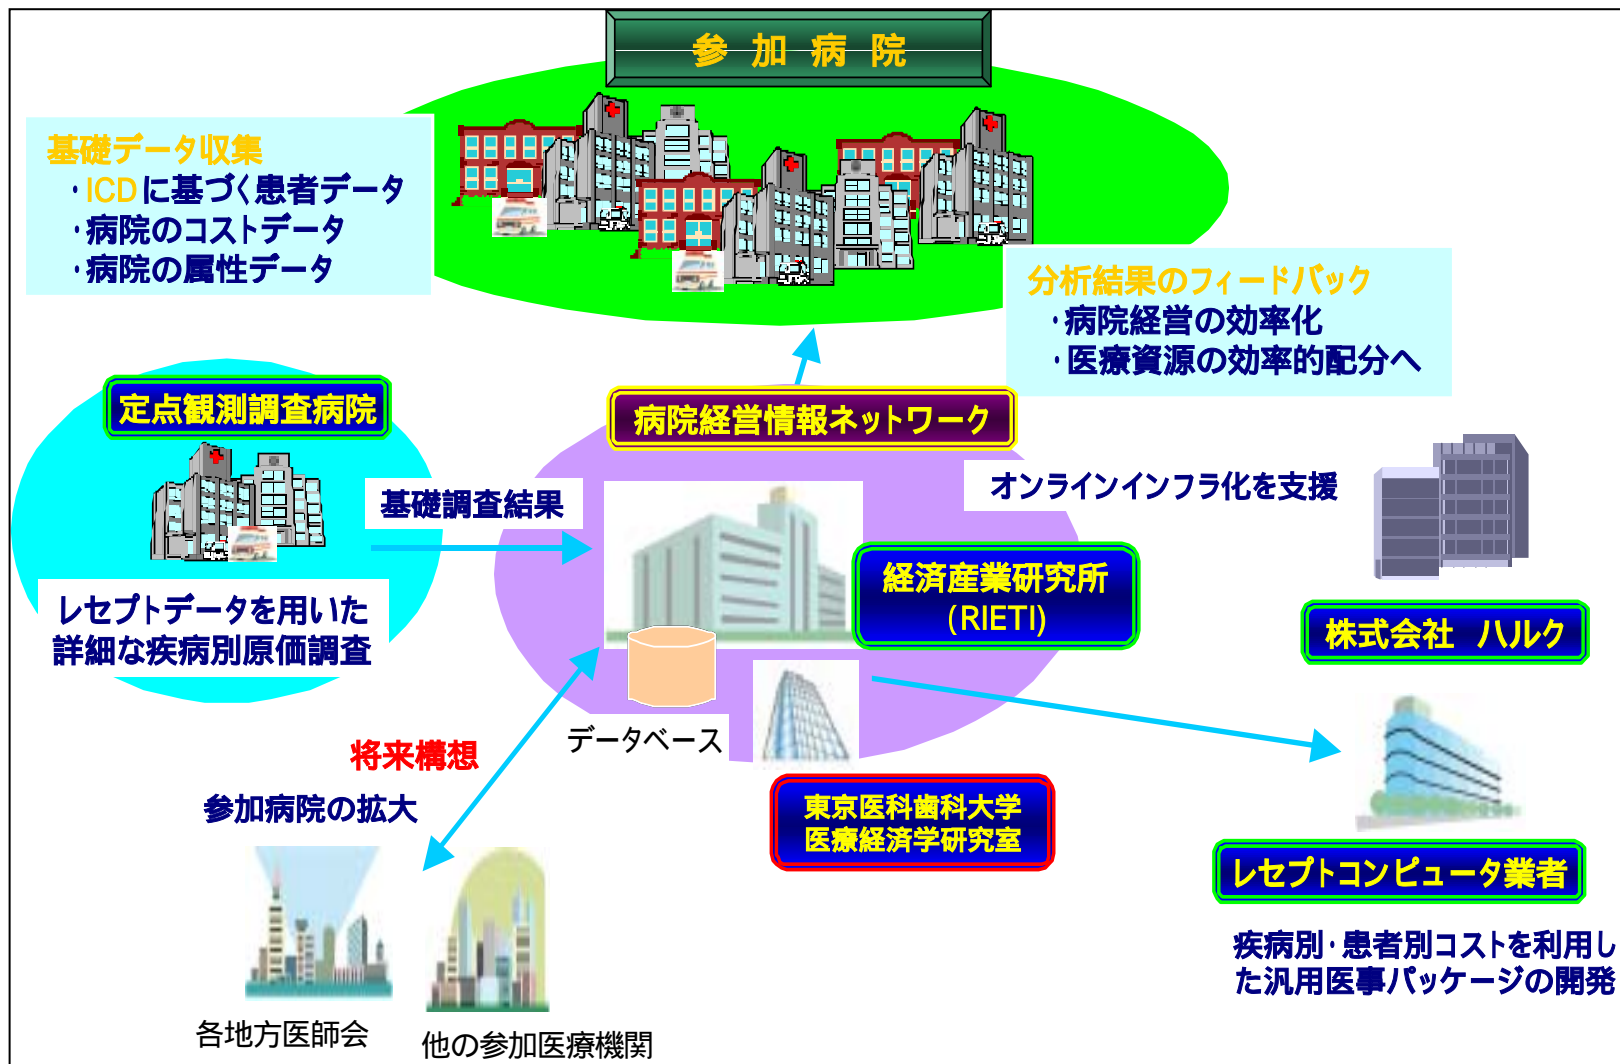 参加病院
基礎データ収集
・ICDに基づく患者データ
・病院のコストデータ
・病院の属性データ
分析結果のフィードバック
・病院経営の効率化
・医療資源の効率的配分へ
定点観測調査病院
病院経営情報ネットワーク
オンラインインフラ化を支援
基礎調査結果
経済産業研究所
(RIETI)
レセプトデータを用いた
詳細な疾病別原価調査
株式会社 ハルク
データベース
将来構想
参加病院の拡大
東京医科歯科大学
医療経済学研究室
レセプトコンピュータ業者
疾病別・患者別コストを利用し
た汎用医事パッケージの開発
各地方医師会
他の参加医療機関